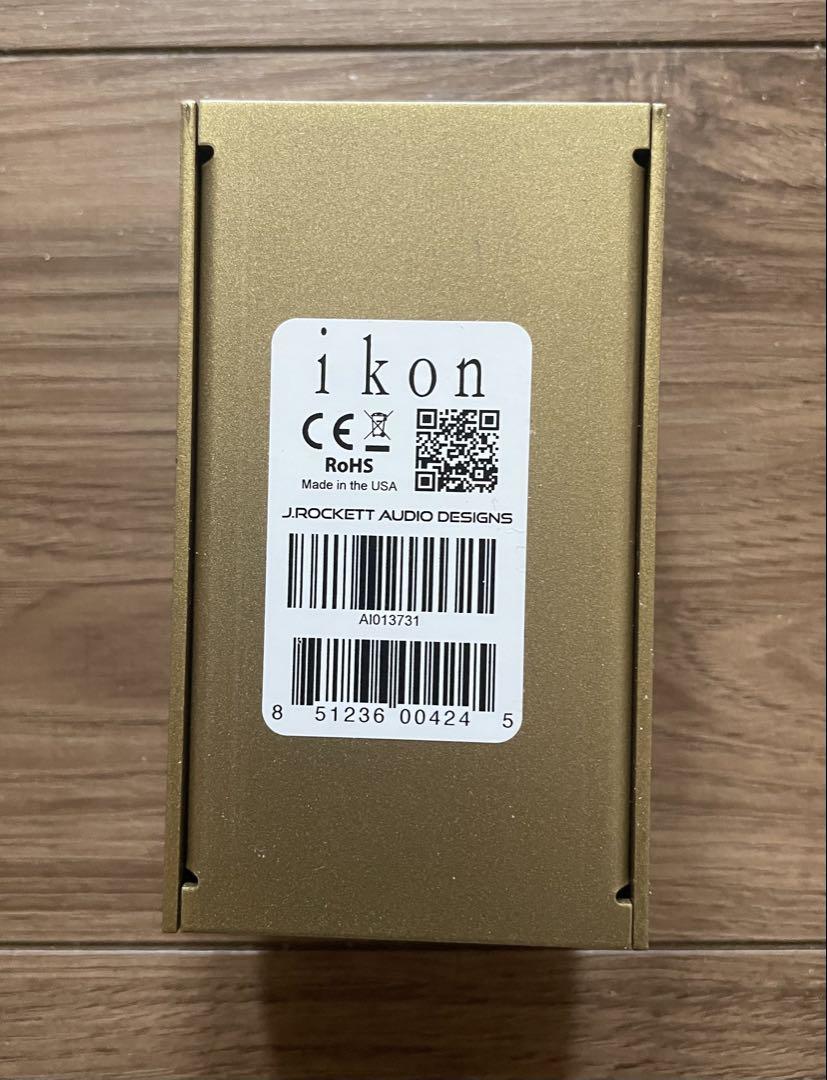 ikon
CE
RoHS
Made in the USA
J.ROCKETT AUDIO DESIGNS
AI013731
8 51236 00424 5